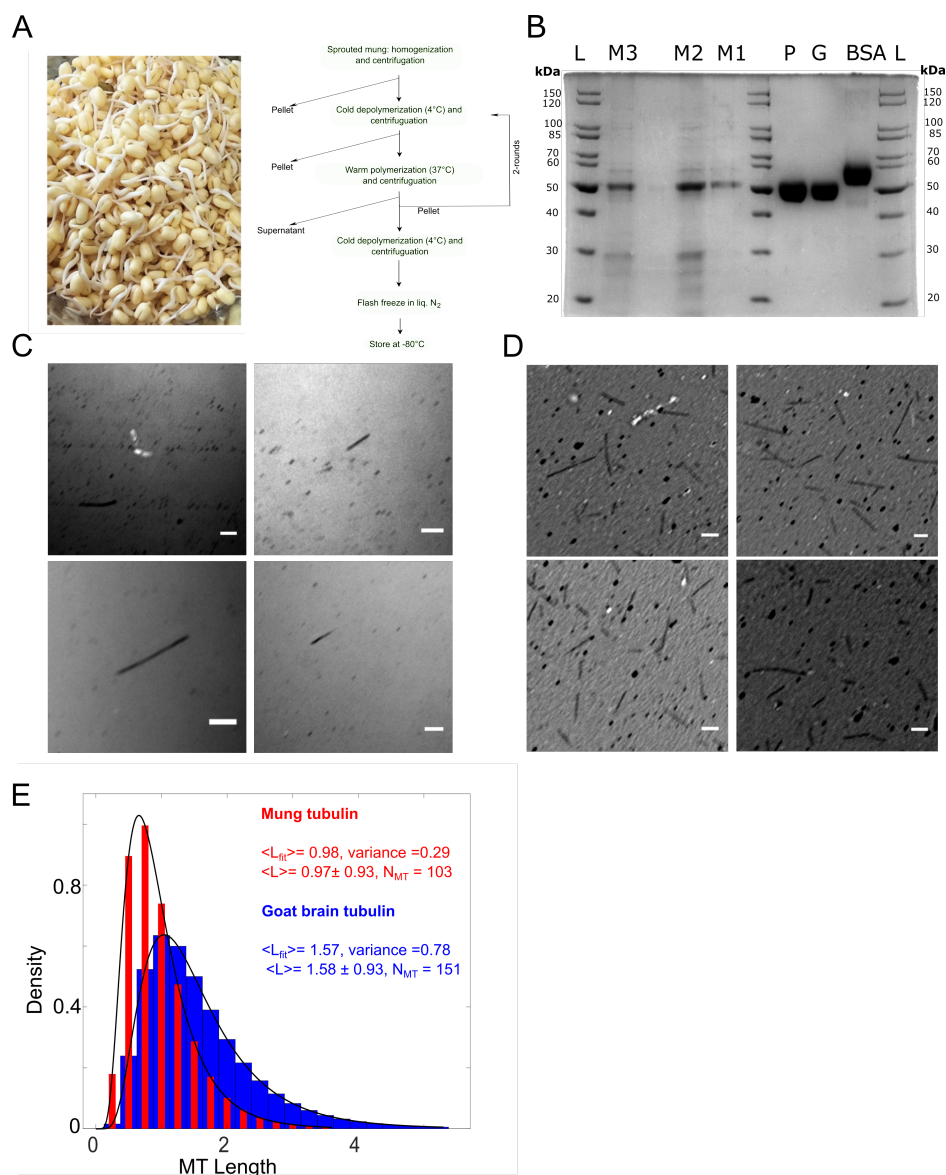 A
Sprouted mung: homogenization
and centrifugation
Pellet
Cold depolymerization (4°C) and
centrifuguation
Pellet
Warm polymerization (37°C)
and centrifuguation
2-rounds
Pellet
Supernatant
Cold depolymerization (4°C) and
centrifuguation
Flash freeze in liq. N₂
Store at -80°C
B
L M3 M2 M1 P G BSA L
kDa kDa
150 150
120 120
100 100
85 85
70 70
60 60
50 50
40 40
30 30
20 20
C
D
E
Mung tubulin
<Lfit>= 0.98, variance =0.29
<L>= 0.97± 0.93, NMT = 103
Goat brain tubulin
<Lfit>= 1.57, variance =0.78
<L>= 1.58 ± 0.93, NMT = 151
Density
0.8
0.4
0
0 2 4
MT Length